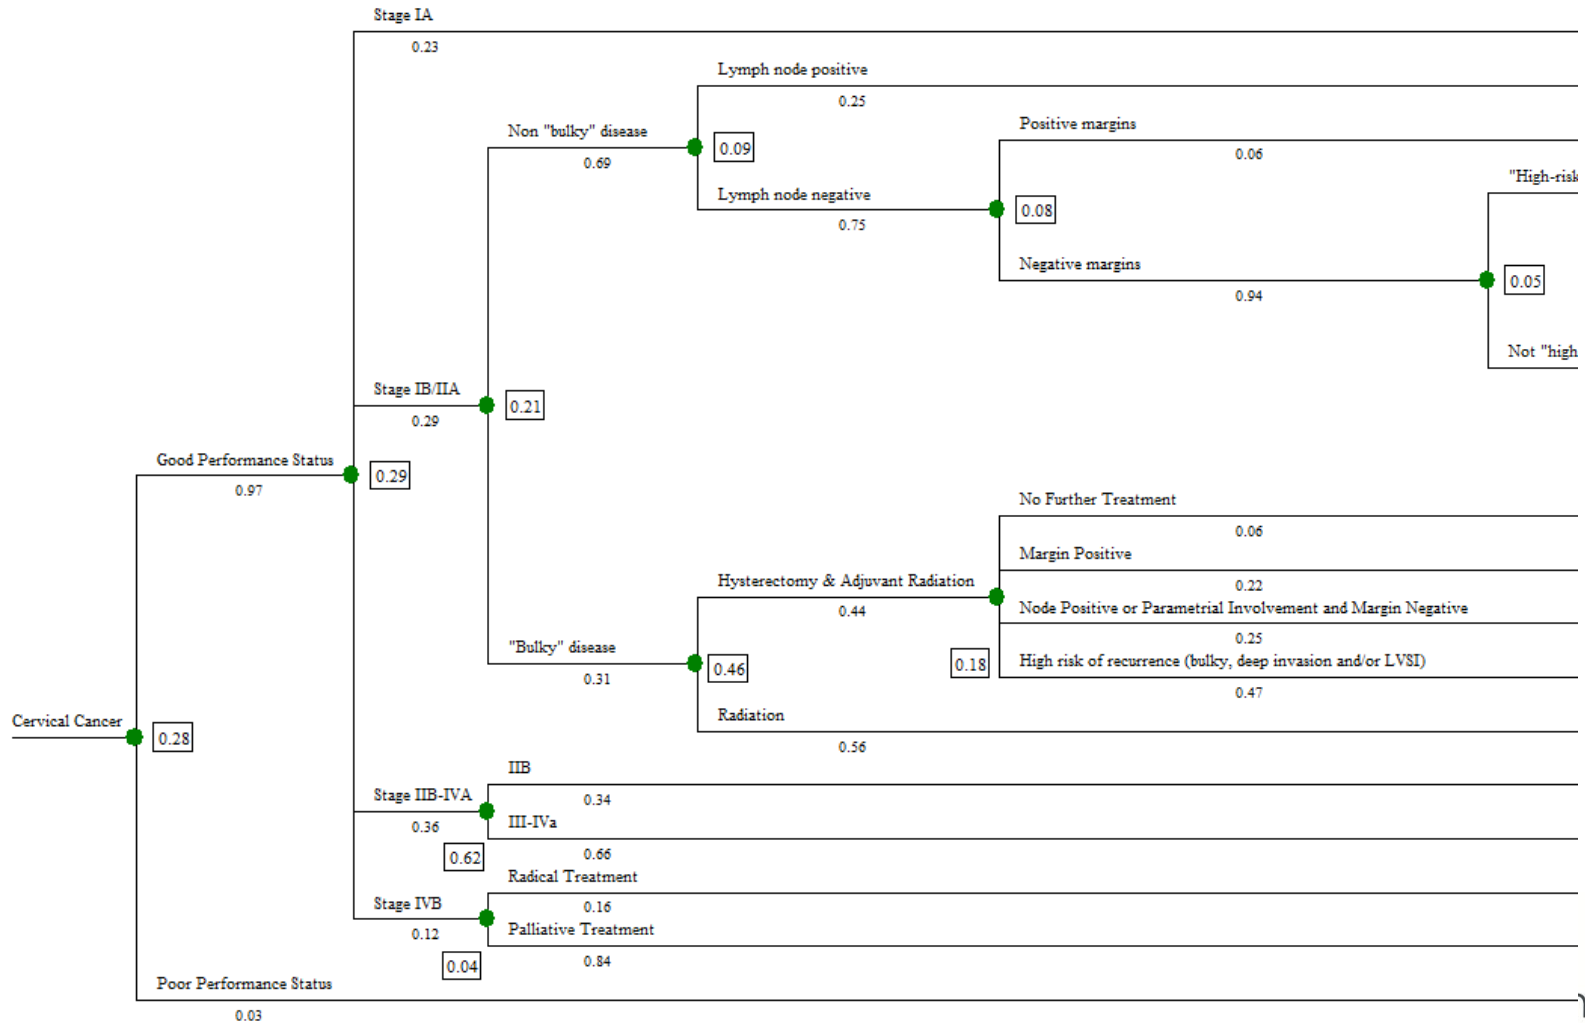 Stage IA
0.23
Lymph node positive
0.25
Positive margins
0.06
Non "bulky" disease
0.69
0.09
"High-risk
Lymph node negative
0.75
0.08
Negative margins
0.94
0.05
Not "high
Stage IB/IIA
0.29
0.21
Good Performance Status
0.97
0.29
No Further Treatment
0.06
Margin Positive
0.22
Hysterectomy & Adjuvant Radiation
0.44
Node Positive or Parametrial Involvement and Margin Negative
0.25
"Bulky" disease
0.31
0.46
0.18
High risk of recurrence (bulky, deep invasion and/or LVSI)
0.47
Radiation
0.56
Cervical Cancer
0.28
IIB
0.34
Stage IIB-IVA
0.36
III-IVa
0.66
0.62
Radical Treatment
0.16
Stage IVB
0.12
Palliative Treatment
0.84
0.04
Poor Performance Status
0.03